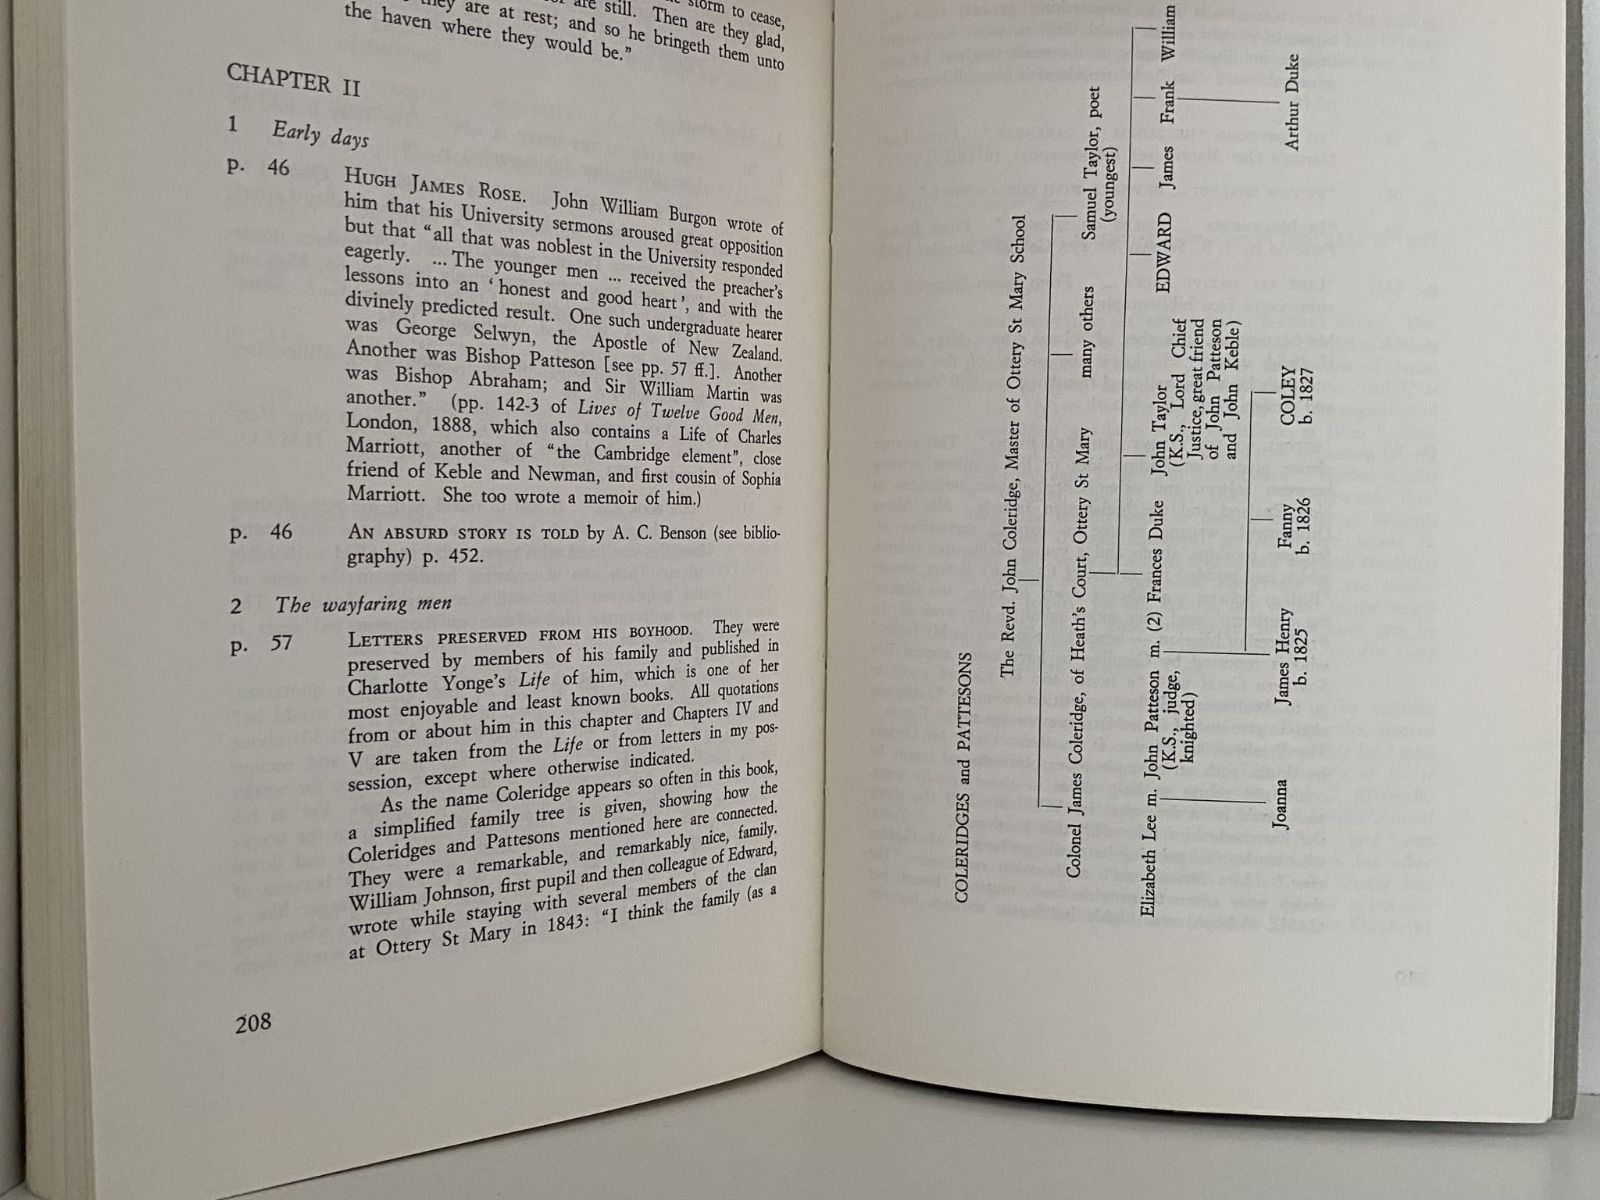 storm to cease,
are still. Then are they glad,
they are at rest; and so he bringeth them unto
the haven where they would be.”
CHAPTER II
1 Early days
p. 46 HUGH JAMES ROSE. John William Burgon wrote of
him that his University sermons aroused great opposition
but that “all that was noblest in the University responded
eagerly. ... The younger men ... received the preacher's
lessons into an ‘honest and good heart’, and with the
divinely predicted result. One such undergraduate hearer
was George Selwyn, the Apostle of New Zealand.
Another was Bishop Patteson [see pp. 57 ff.]. Another
was Bishop Abraham; and Sir William Martin was
another.” (pp. 142-3 of Lives of Twelve Good Men,
London, 1888, which also contains a Life of Charles
Marriott, another of “the Cambridge element”, close
friend of Keble and Newman, and first cousin of Sophia
Marriott. She too wrote a memoir of him.)
p. 46 AN ABSURD STORY IS TOLD by A. C. Benson (see biblio-
graphy) p. 452.
2 The wayfaring men
p. 57 LETTERS PRESERVED FROM HIS BOYHOOD. They were
preserved by members of his family and published in
Charlotte Yonge's Life of him, which is one of her
most enjoyable and least known books. All quotations
from or about him in this chapter and Chapters IV and
V are taken from the Life or from letters in my pos-
session, except where otherwise indicated.
As the name Coleridge appears so often in this book,
a simplified family tree is given, showing how the
Coleridges and Pattesons mentioned here are connected.
They were a remarkable, and remarkably nice, family.
William Johnson, first pupil and then colleague of Edward,
wrote while staying with several members of the clan
at Ottery St Mary in 1843: “I think the family (as a
208
COLERIDGES and PATTESONS
The Revd. John Coleridge, Master of Ottery St Mary School
Colonel James Coleridge, of Heath's Court, Ottery St Mary
many others
Samuel Taylor, poet
(youngest)
Elizabeth Lee m. John Patteson m. (2) Frances Duke
(K.S., judge,
knighted)
John Taylor
(K.S., Lord Chief
Justice, great friend
of John Patteson
and John Keble)
EDWARD
James
Frank
William
Joanna
James Henry
b. 1825
Fanny
b. 1826
COLEY
b. 1827
Arthur Duke